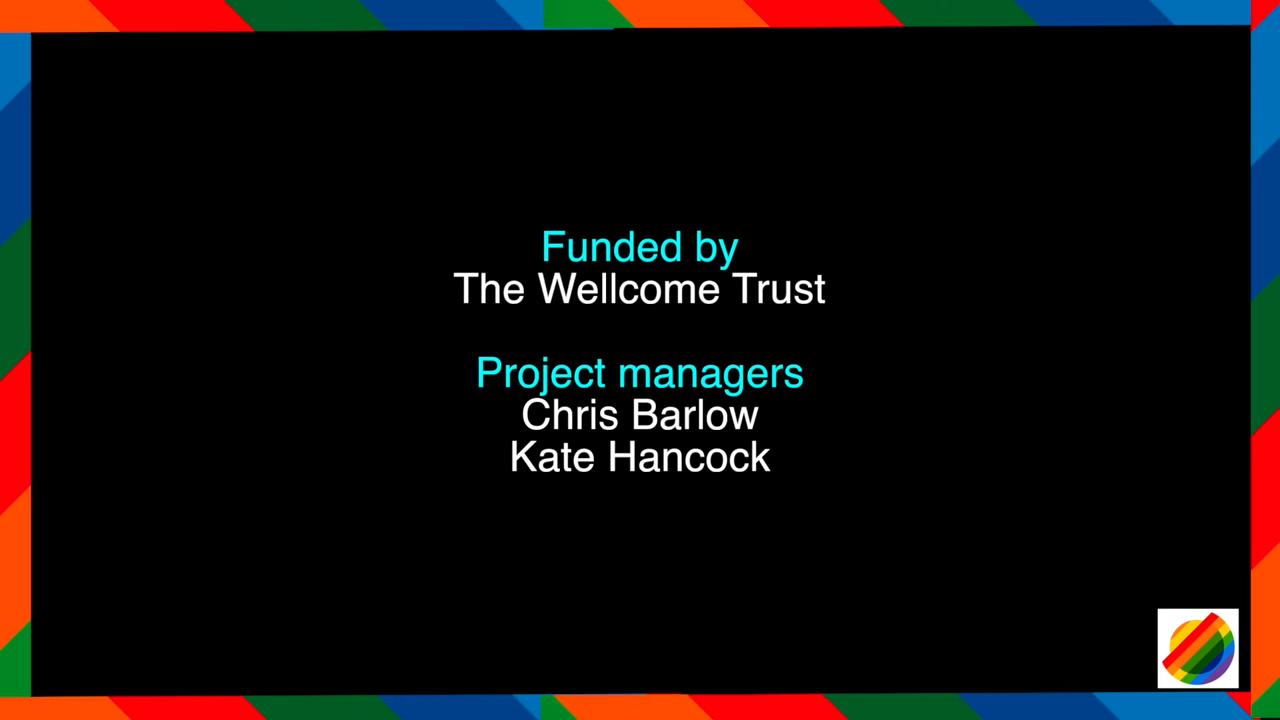 Funded by
The Wellcome Trust
Project managers
Chris Barlow
Kate Hancock